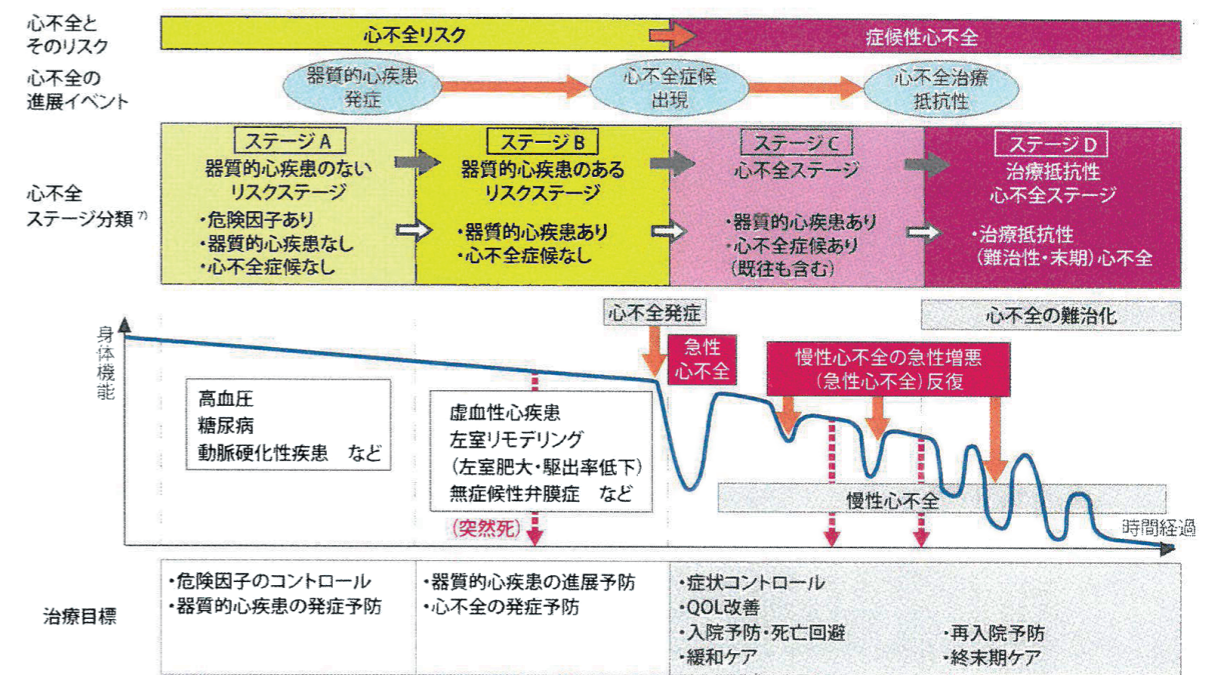 心不全と
そのリスク
心不全リスク
症候性心不全
心不全の
進展イベント
器質的心疾患
発症
心不全症候
出現
心不全治療
抵抗性
心不全
ステージ分類 7)
ステージA
器質的心疾患のない
リスクステージ
・危険因子あり
・器質的心疾患なし
・心不全症候なし
ステージB
器質的心疾患のある
リスクステージ
・器質的心疾患あり
・心不全症候なし
ステージC
心不全ステージ
・器質的心疾患あり
・心不全症候あり
(既往も含む)
ステージD
治療抵抗性
心不全ステージ
・治療抵抗性
(難治性・末期)心不全
身体機能
心不全発症
心不全の難治化
急性
心不全
慢性心不全の急性増悪
(急性心不全)反復
高血圧
糖尿病
動脈硬化性疾患 など
虚血性心疾患
左室リモデリング
(左室肥大・駆出率低下)
無症候性弁膜症 など
(突然死)
慢性心不全
時間経過
治療目標
・危険因子のコントロール
・器質的心疾患の発症予防
・器質的心疾患の進展予防
・心不全の発症予防
・症状コントロール
・QOL改善
・入院予防・死亡回避
・緩和ケア
・再入院予防
・終末期ケア